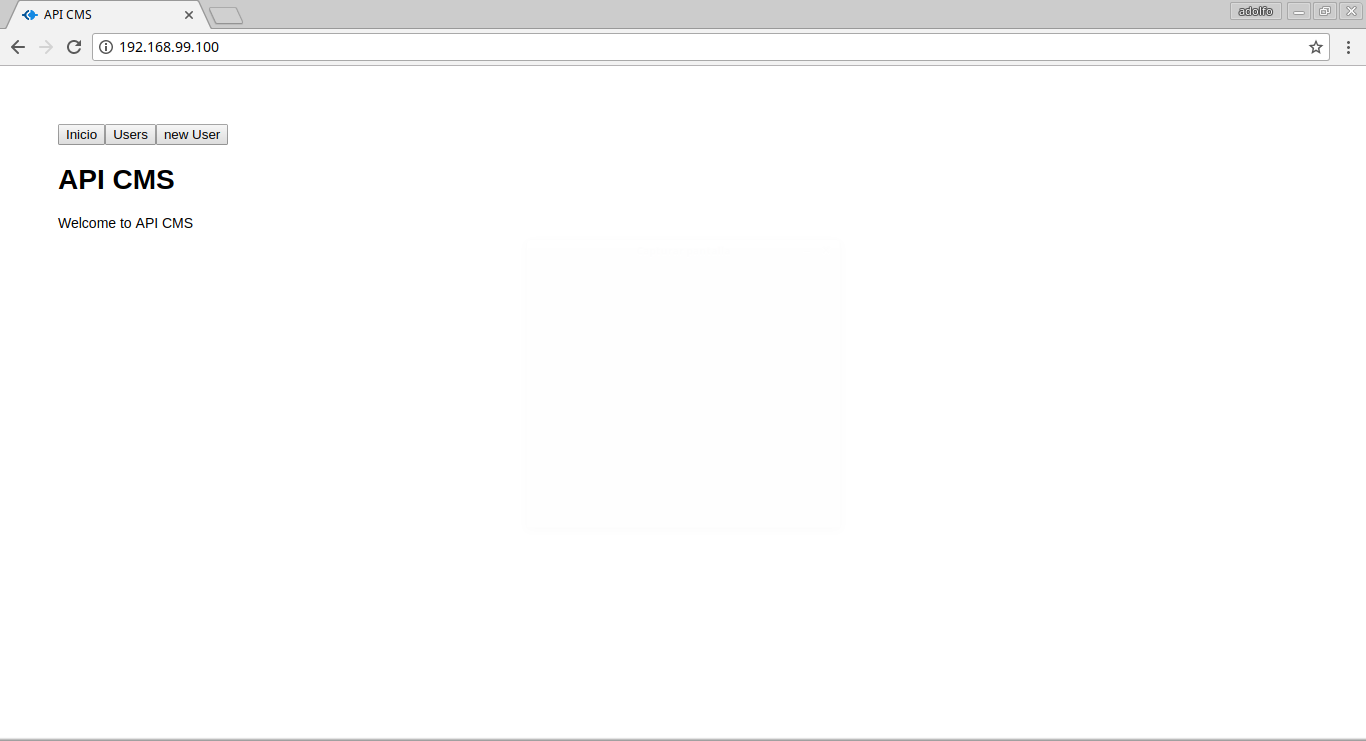 API CMS
adolfo
192.168.99.100
Inicio Users new User
API CMS
Welcome to API CMS